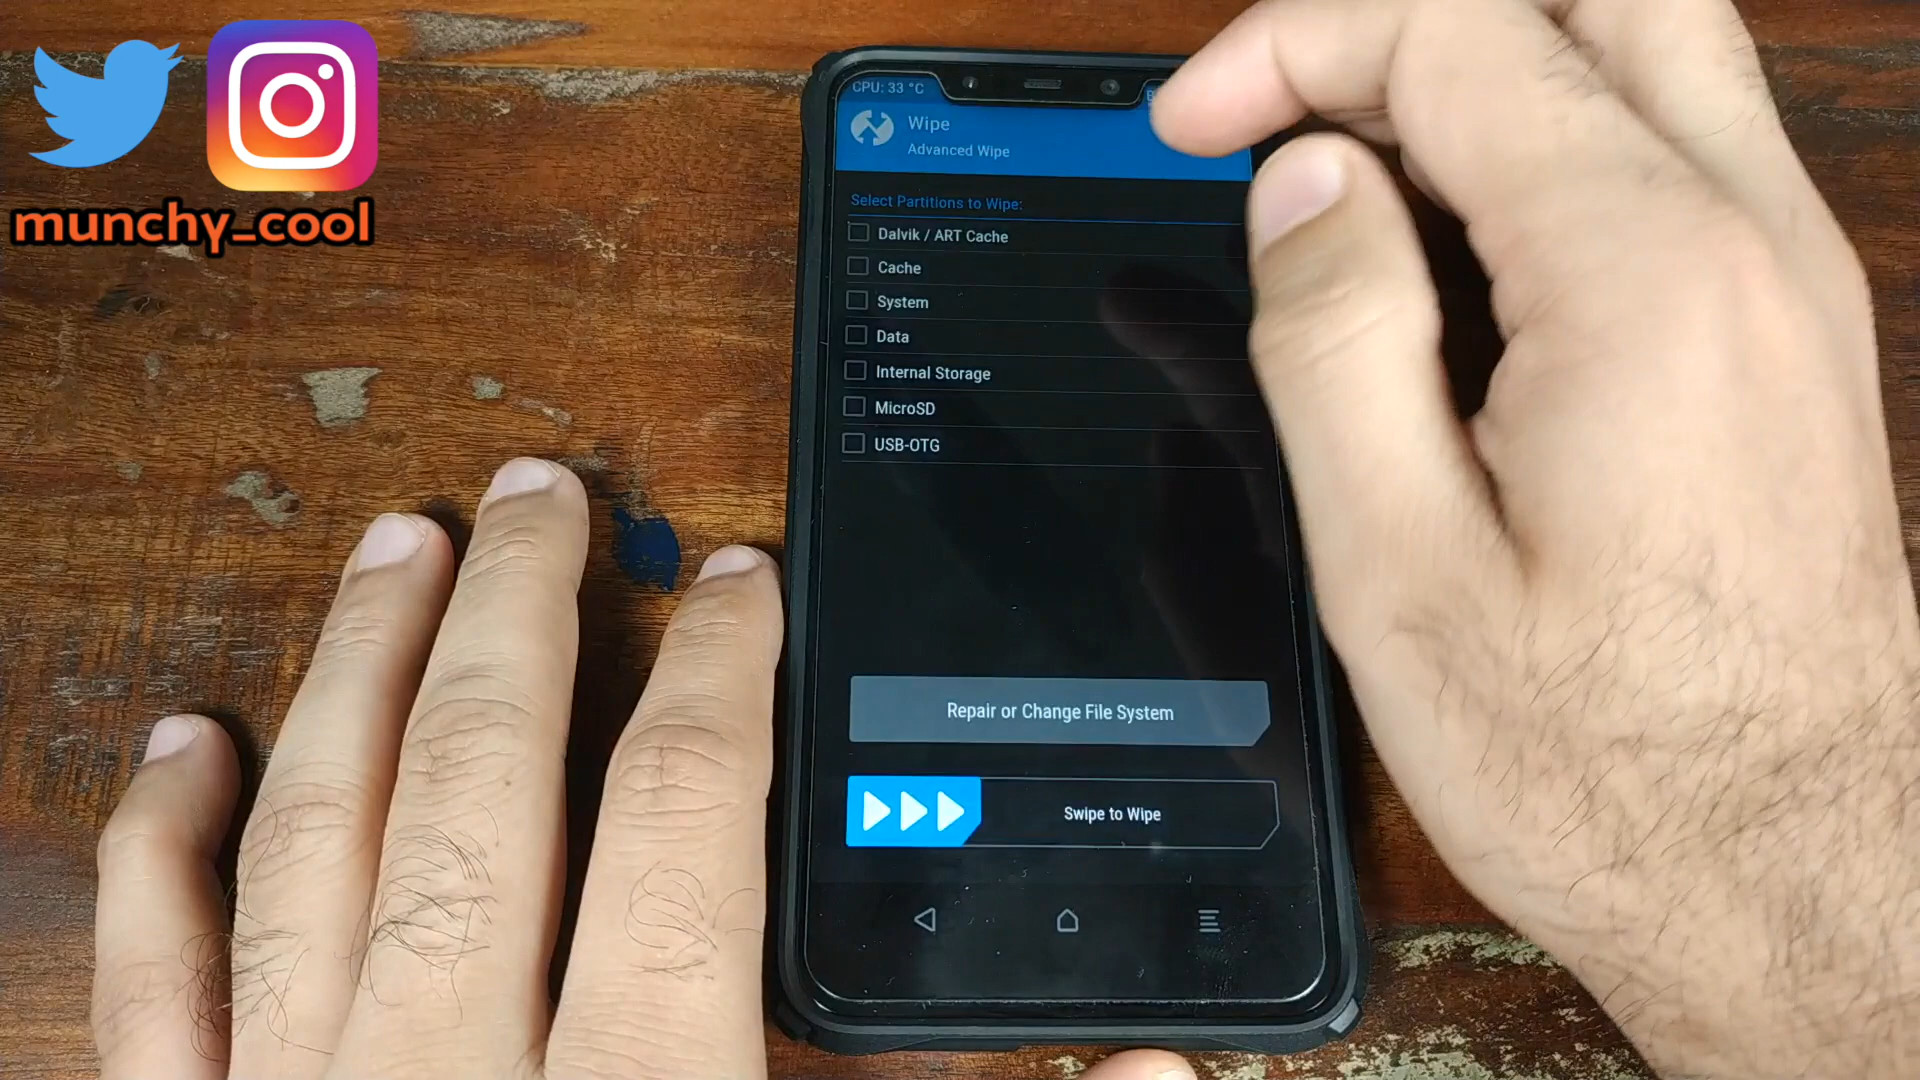 munchy_cool
CPU: 33 °C
Wipe
Advanced Wipe
Select Partitions to Wipe:
Dalvik / ART Cache
Cache
System
Data
Internal Storage
MicroSD
USB-OTG
Repair or Change File System
Swipe to Wipe